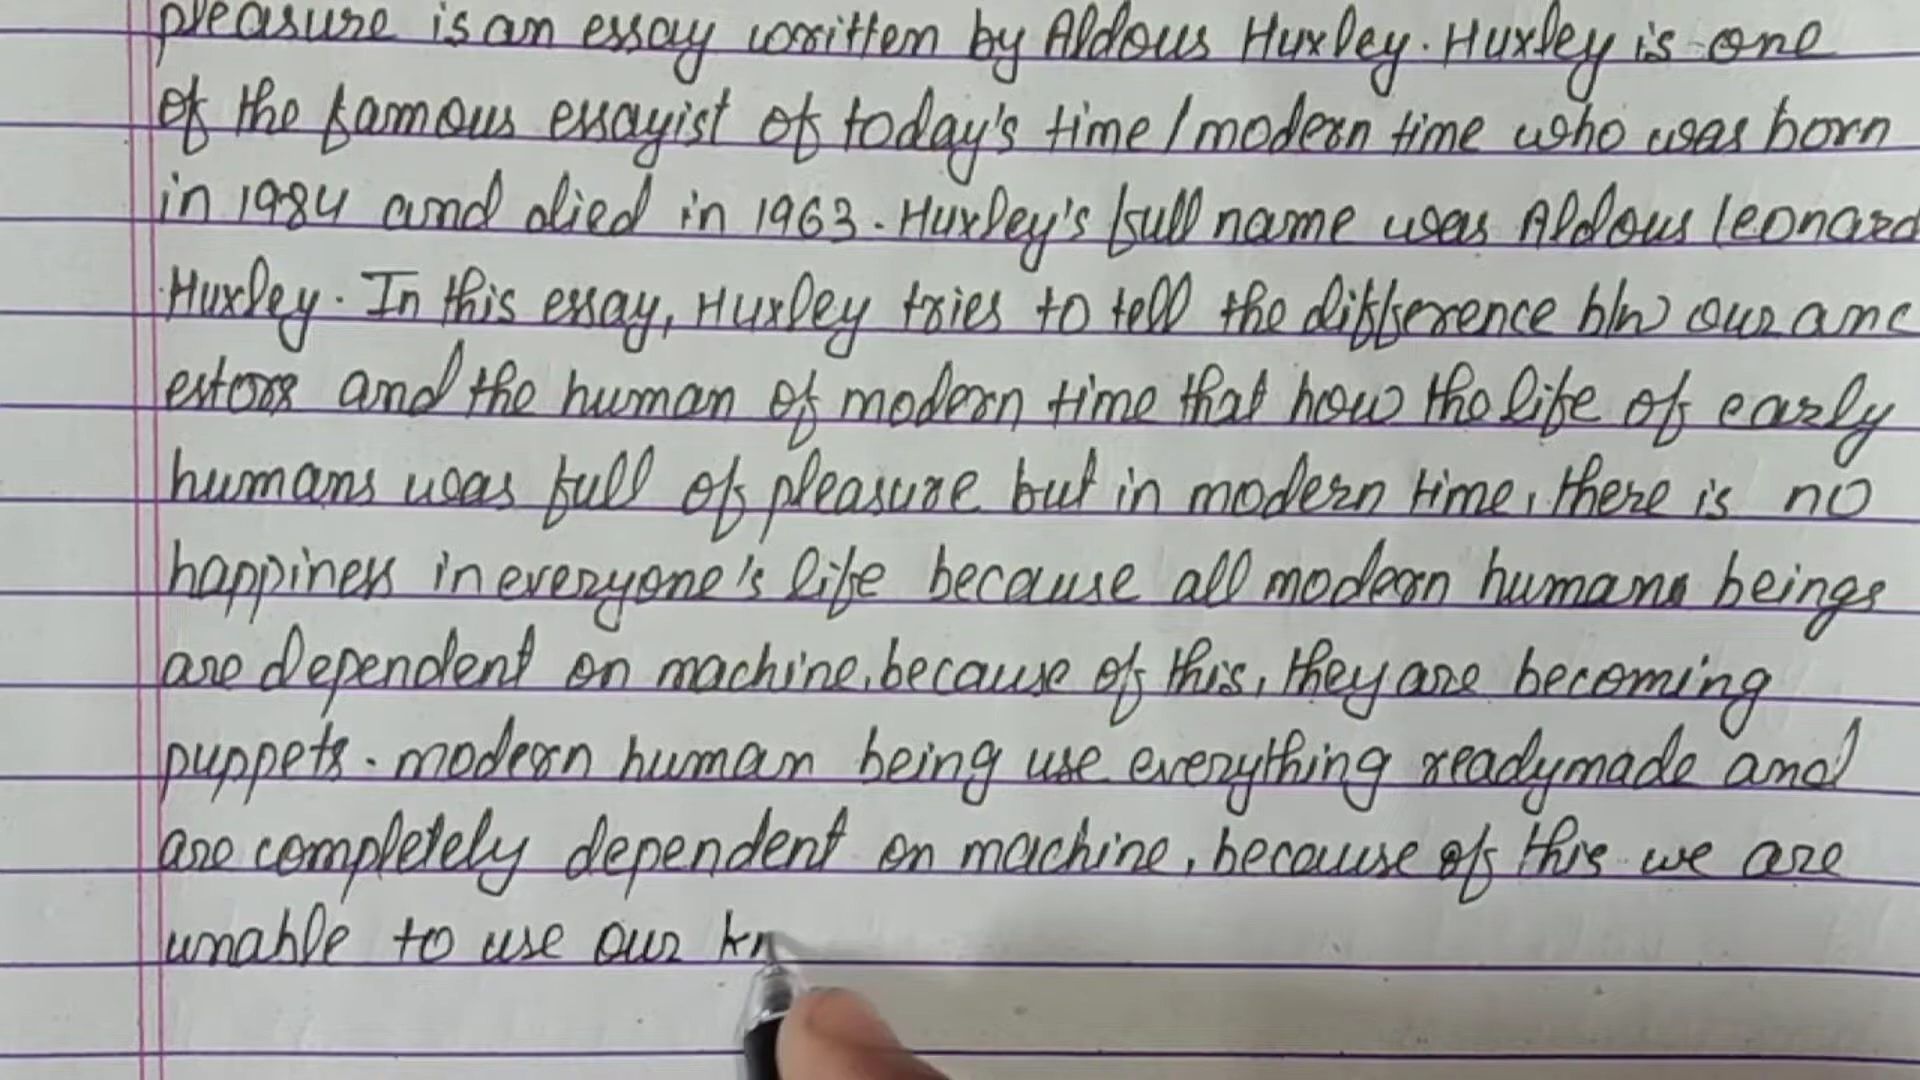 pleasure is an essay written by Aldous Huxley. Huxley is one
of the famous essayist of today's time/modern time who was born
in 1984 and died in 1963. Huxley's full name was Aldous leonard
Huxley. In this essay, Huxley tries to tell the difference b/w our anc
estors and the human of modern time that how the life of early
humans was full of pleasure but in modern time, there is no
happiness in everyone's life because all modern humans beings
are dependent on machine, because of this, they are becoming
puppets. modern human being use everything readymade and
are completely dependent on machine, because of this we are
unable to use our kn